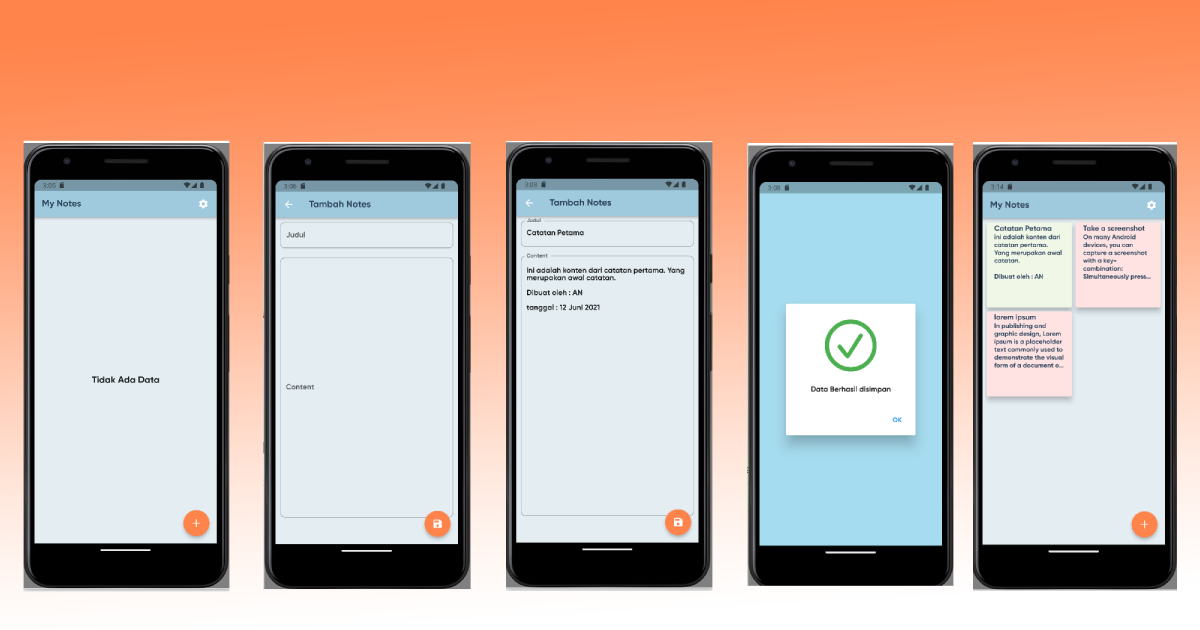 3:05
My Notes
Tidak Ada Data
3:06
Tambah Notes
Judul
Content
3:08
Tambah Notes
Judul
Catatan Petama
Content
Ini adalah konten dari catatan pertama. Yang
merupakan awal catatan.
Dibuat oleh : AN
tanggal : 12 Juni 2021
3:08
Data Berhasil disimpan
OK
3:14
My Notes
Catatan Petama
Ini adalah konten dari
catatan pertama.
Yang merupakan awal
catatan.
Dibuat oleh : AN
Take a screenshot
On many Android
devices, you can
capture a screenshot
with a key-
combination:
Simultaneously press...
lorem Ipsum
In publishing and
graphic design, Lorem
ipsum is a placeholder
text commonly used to
demonstrate the visual
form of a document o...